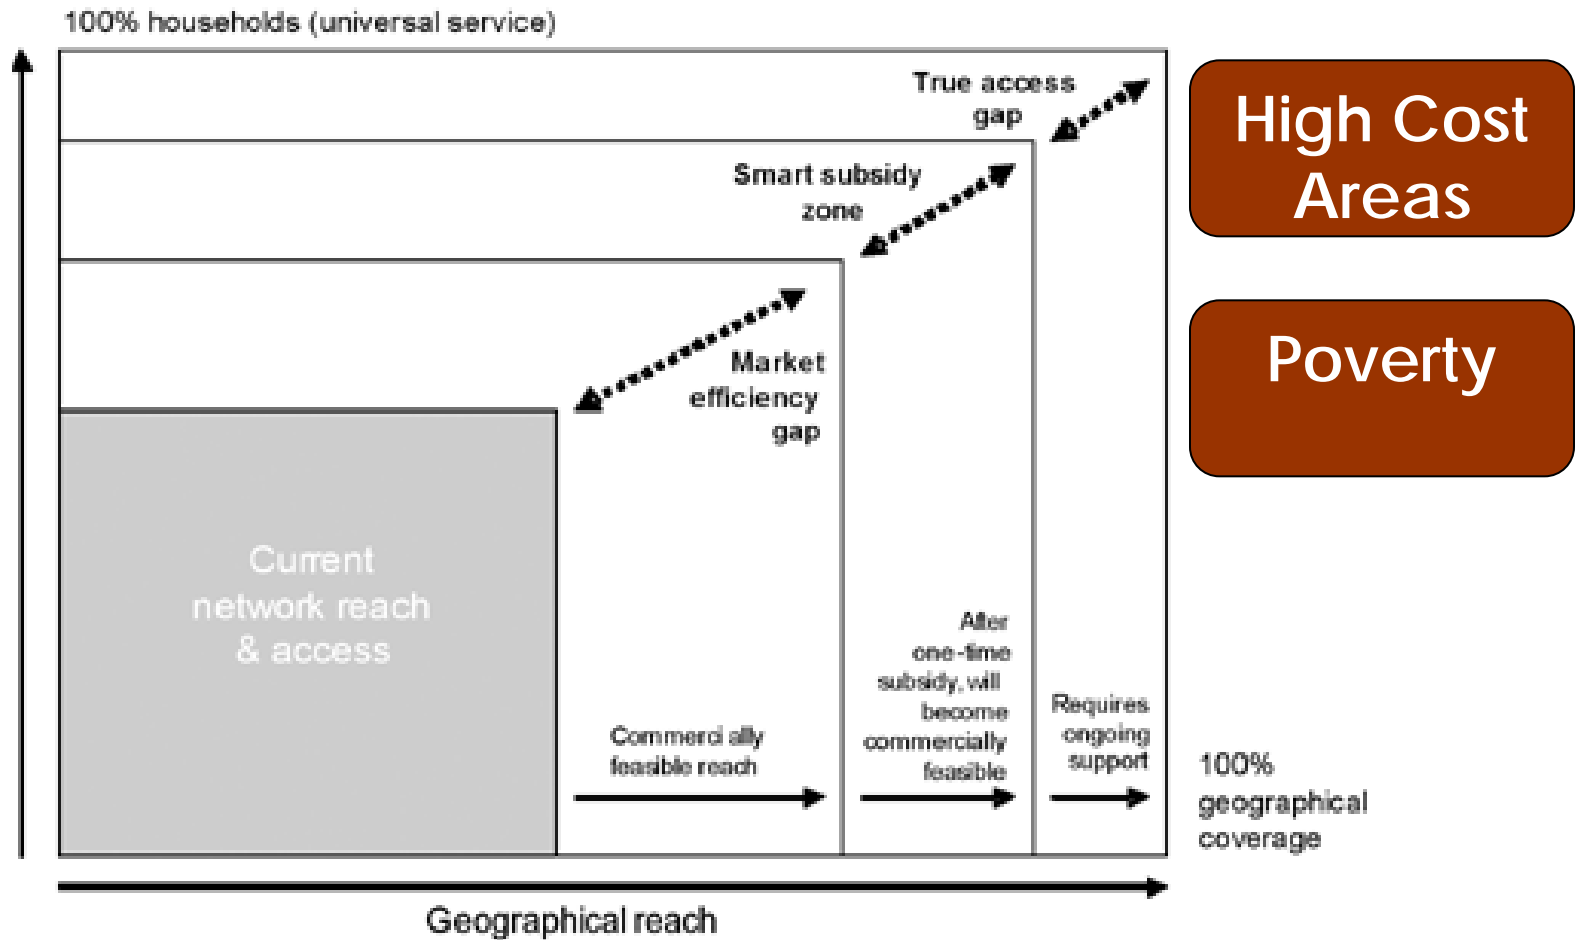 100% households (universal service)
True access
gap
High Cost
Areas
Smart subsidy
zone
Market
efficiency
gap
Poverty
Current
network reach
& access
Commercially
feasible reach
After
one-time
subsidy, will
become
commercially
feasible
Requires
ongoing
support
100%
geographical
coverage
Geographical reach